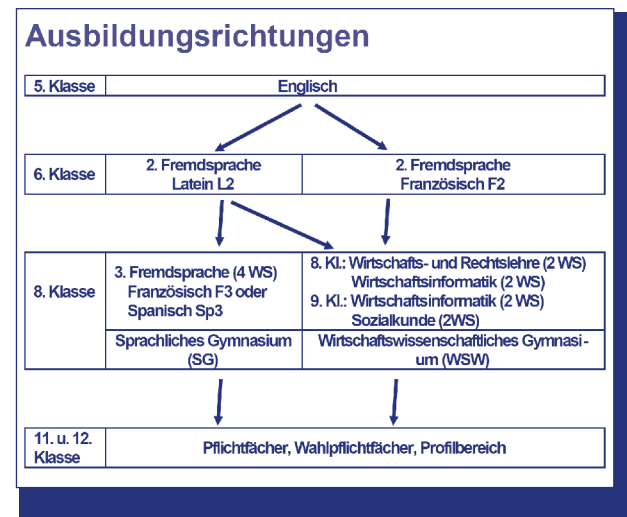 Ausbildungsrichtungen
5. Klasse
Englisch
6. Klasse
2. Fremdsprache
Latein L2
2. Fremdsprache
Französisch F2
8. Klasse
3. Fremdsprache (4 WS)
Französisch F3 oder
Spanisch Sp3
8. Kl.: Wirtschafts- und Rechtslehre (2 WS)
Wirtschaftsinformatik (2 WS)
9. Kl.: Wirtschaftsinformatik (2 WS)
Sozialkunde (2WS)
Sprachliches Gymnasium
(SG)
Wirtschaftswissenschaftliches Gymnasi-
um (WSW)
11. u. 12.
Klasse
Pflichtfächer, Wahlpflichtfächer, Profilbereich